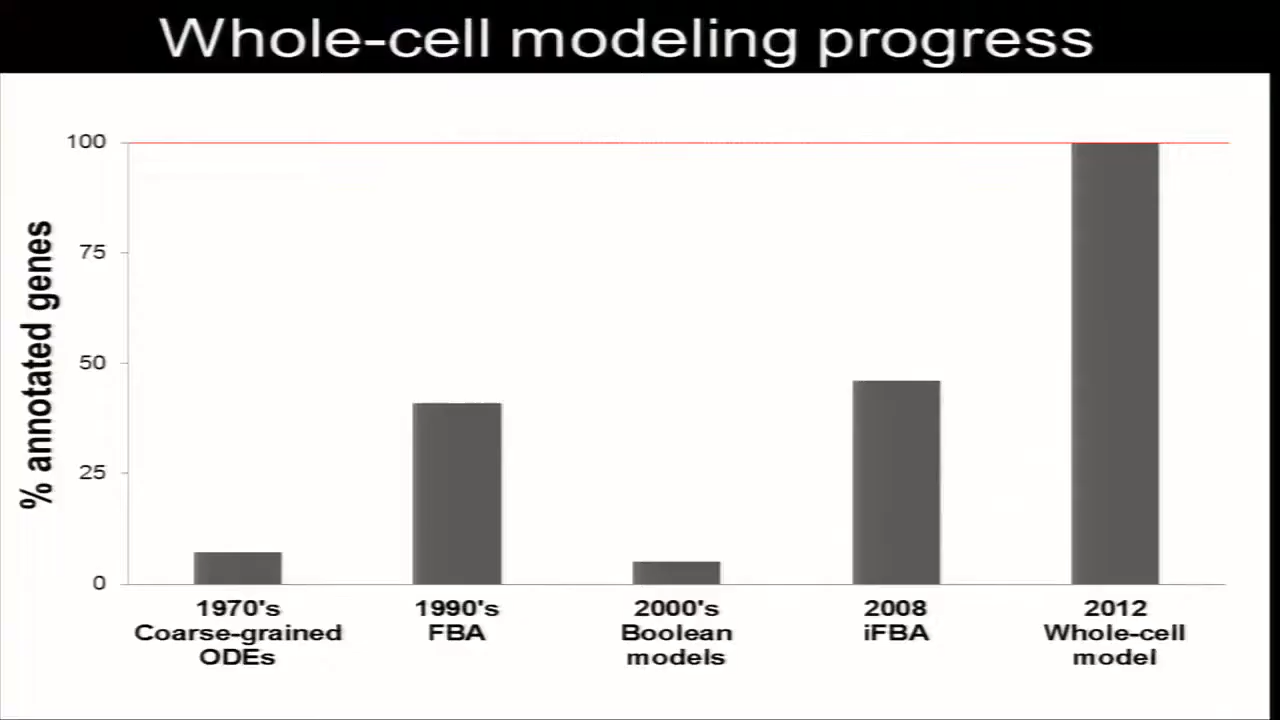 Whole-cell modeling progress
% annotated genes
100
75
50
25
0
1970's
Coarse-grained
ODEs
1990's
FBA
2000's
Boolean
models
2008
iFBA
2012
Whole-cell
model